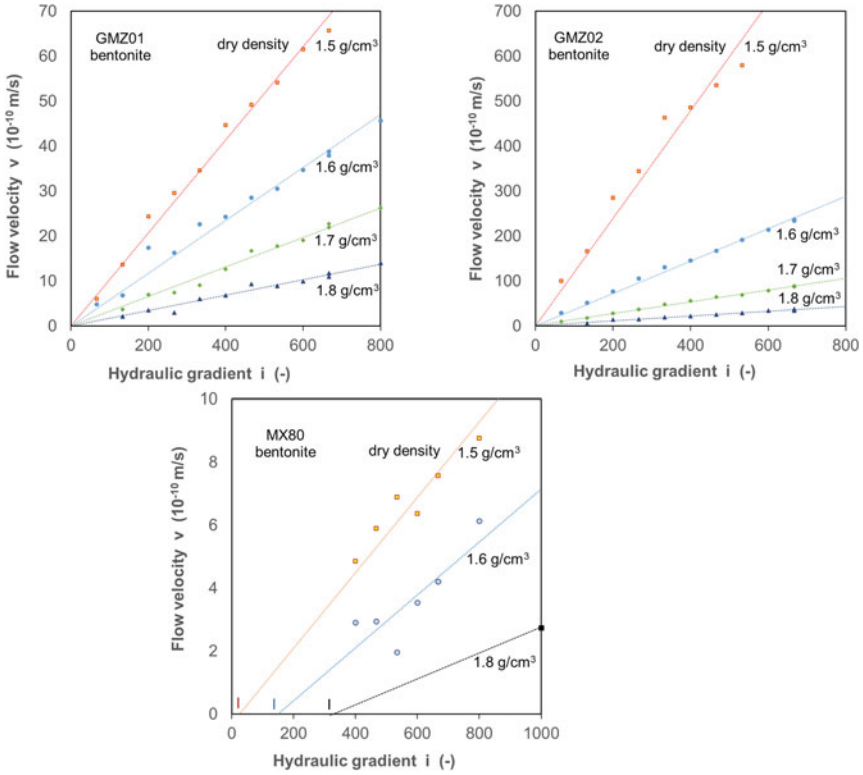 GMZ01
bentonite
dry density
1.5 g/cm³
1.6 g/cm³
1.7 g/cm³
1.8 g/cm³
70
60
50
40
30
20
10
0
0 200 400 600 800
Flow velocity v (10⁻¹⁰ m/s)
Hydraulic gradient i (-)
GMZ02
bentonite
dry density
1.5 g/cm³
1.6 g/cm³
1.7 g/cm³
1.8 g/cm³
700
600
500
400
300
200
100
0
0 200 400 600 800
Flow velocity v (10⁻¹⁰ m/s)
Hydraulic gradient i (-)
MX80
bentonite
dry density
1.5 g/cm³
1.6 g/cm³
1.8 g/cm³
10
8
6
4
2
0
0 200 400 600 800 1000
Flow velocity v (10⁻¹⁰ m/s)
Hydraulic gradient i (-)